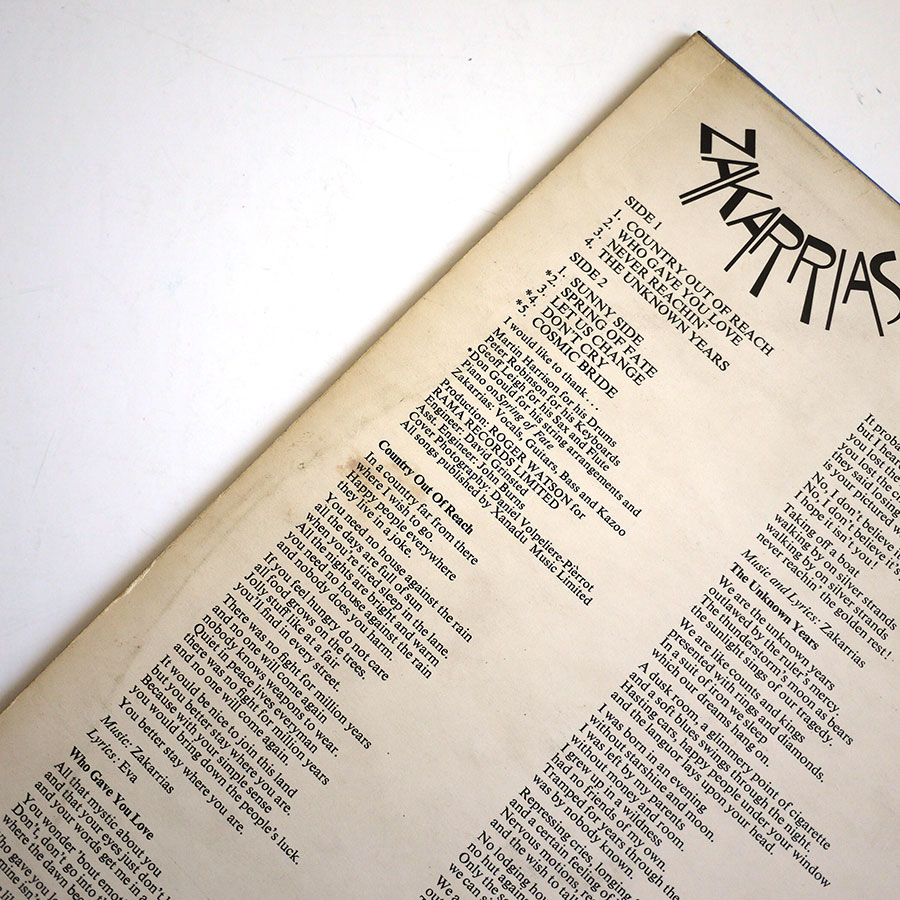 ZAKARRIAS
SIDE 1
1. COUNTRY OUT OF REACH
2. WHO GAVE YOU LOVE
3. NEVER REACHIN'
4. THE UNKNOWN YEARS
SIDE 2
1. SUNNY SIDE
*2. SPRING OF FATE
3. LET US CHANGE
*4. DON'T CRY
*5. COSMIC BRIDE
I would like to thank . . .
Martin Harrison for his Drums
Peter Robinson for his Keyboards
Geoff Leigh for his Sax and Flute
*Don Gould for his string arrangements and
Piano on Spring of Fate
Zakarrias: Vocals, Guitars, Bass and Kazoo
Production: ROGER WATSON for
RAMA RECORDS LIMITED
Engineer: David Grinsted
Asst. Engineer: John Burns
Cover Photography: Daniel Volpeliere-Pierrot
All songs published by Xanadu Music Limited
Country Out Of Reach
In a country far from there
where I wish to go.
Happy people everywhere
they live in a joke.
You need no house against the rain
all the days are full of sun
when you're tired sleep in the lane.
All the nights are bright and warm
you need no house against the rain
and nobody does you harm.
If you feel hungry do not care
all food grows on the trees,
Jolly stuff like at a fair
you'll find in every street.
There was no fight for million years
and no one will come again
nobody knows weapons to wear.
Quiet in peace lives everyman
there was no fight for million years
and no one will come again.
It would be nice to join this land
but you better stay where you are.
Because with your simple sense
you would bring down the people's luck.
You better stay where you are.
Music: Zakarrias
Lyrics: Eva
Who Gave You Love
All that mystic about you
and that your eyes just don't
and your words get me in
You wonder 'bout
Don't, don't go into
where the dawn
gave you
mine isn't
It
but I hear
you lost the
you lost
they said losing
is your pictured
No, I don't believe it
No, I don't believe it's
I hope it isn't you!
Taking off a boat
walking by on silver strands
walking by on silver strands
never reachin' the golden rest!
Music and Lyrics: Zakarrias
The Unknown Years
We are the unknown years
outlawed by the ruler's mercy
The thunderstorm's moon as bears
the sunlight sings of our tragedy.
We are like counts and kings
presented with rings and diamonds.
In a suit of iron we sleep
which our dreams hang on.
A dusk room, a glimmery point of cigarette
and a soft blues swings through the night.
Hasting cats, happy people under your window
and the languor lays upon your head.
I was born in an evening
without starshine and moon
I was left by my parents
without money and room.
I grew up in a wildness
had no friends of my own,
Tramped for years through the
was by nobody known.
Repressing cries, longing
and a certain feeling
Nervous motions, feeling of
and the wish to
No lodging
no hut
Only the
we can
We a